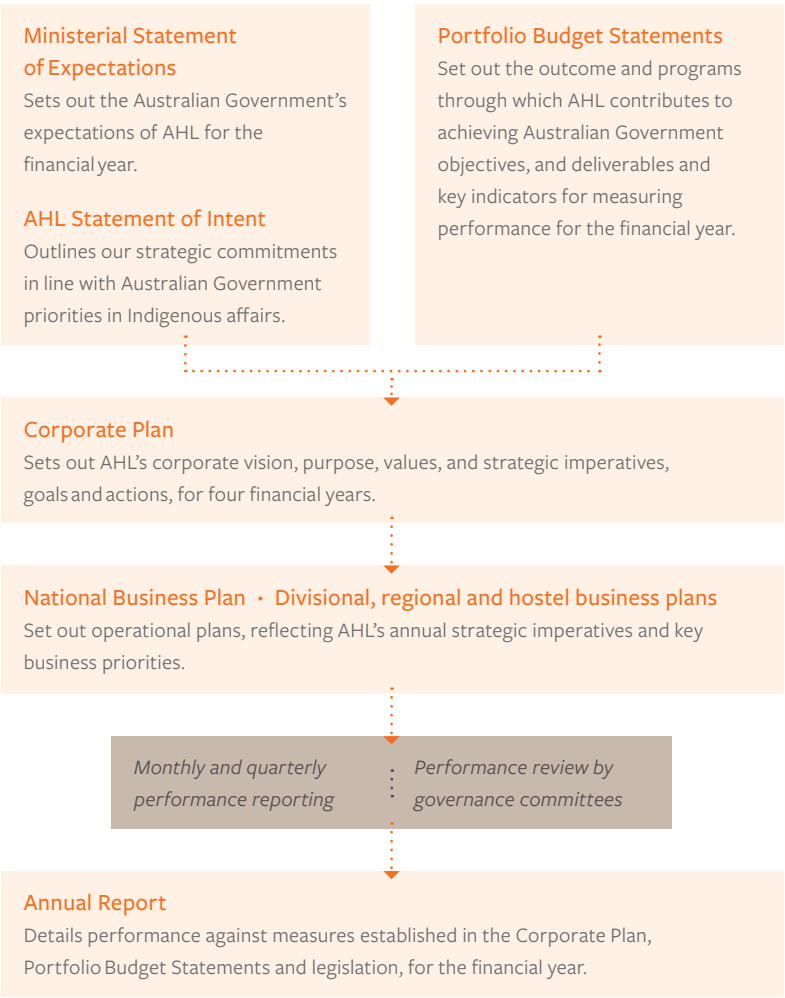 Ministerial Statement
of Expectations
Sets out the Australian Government’s
expectations of AHL for the
financial year.
AHL Statement of Intent
Outlines our strategic commitments
in line with Australian Government
priorities in Indigenous affairs.
Portfolio Budget Statements
Set out the outcome and programs
through which AHL contributes to
achieving Australian Government
objectives, and deliverables and
key indicators for measuring
performance for the financial year.
Corporate Plan
Sets out AHL’s corporate vision, purpose, values, and strategic imperatives,
goals and actions, for four financial years.
National Business Plan • Divisional, regional and hostel business plans
Set out operational plans, reflecting AHL’s annual strategic imperatives and key
business priorities.
Monthly and quarterly
performance reporting
Performance review by
governance committees
Annual Report
Details performance against measures established in the Corporate Plan,
Portfolio Budget Statements and legislation, for the financial year.